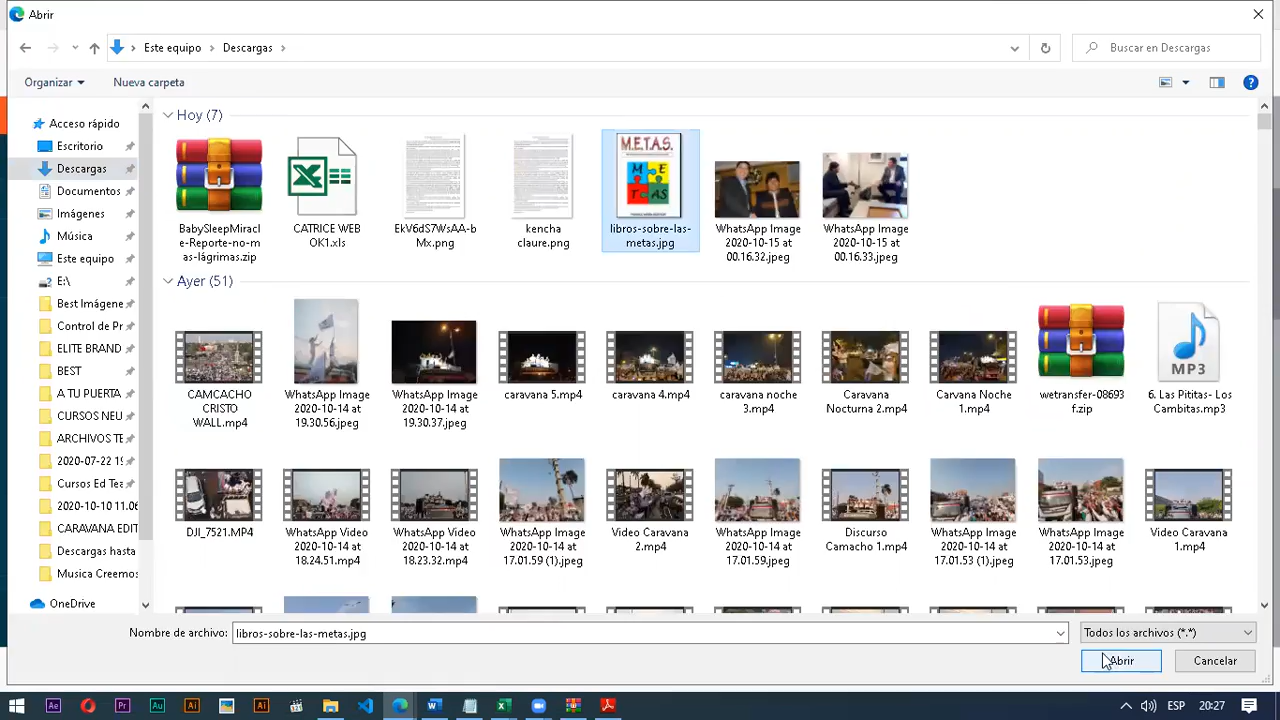 Abrir
Este equipo
Descargas
Buscar en Descargas
Organizar
Nueva carpeta
Acceso rápido
Escritorio
Descargas
Documentos
Imágenes
Música
Este equipo
E:\
Best Imágene
Control de Pr
ELITE BRAND
BEST
A TU PUERTA
CURSOS NEU
ARCHIVOS TE
2020-07-22 19
Cursos Ed Tea
2020-10-10 11.06
CARAVANA EDIT
Descargas hasta
Musica Creemos
OneDrive
Hoy (7)
M.E.T.A.S.
BabySleepMiracl
e-Reporte-no-m
as-lágrimas.zip
CATRICE WEB
OK1.xls
EkV6dS7WsAA-b
Mx.png
kencha
claure.png
libros-sobre-las-
metas.jpg
WhatsApp Image
2020-10-15 at
00.16.32.jpeg
WhatsApp Image
2020-10-15 at
00.16.33.jpeg
Ayer (51)
MP3
CAMCACHO
CRISTO
WALL.mp4
WhatsApp Image
2020-10-14 at
19.30.56.jpeg
WhatsApp Image
2020-10-14 at
19.30.37.jpeg
caravana 5.mp4
caravana 4.mp4
caravana noche
3.mp4
Caravana
Nocturna 2.mp4
Carvana Noche
1.mp4
wetransfer-08693
f.zip
6. Las Pititas- Los
Cambitas.mp3
DJI_7521.MP4
WhatsApp Video
2020-10-14 at
18.24.51.mp4
WhatsApp Video
2020-10-14 at
18.23.32.mp4
WhatsApp Image
2020-10-14 at
17.01.59 (1).jpeg
Video Caravana
2.mp4
WhatsApp Image
2020-10-14 at
17.01.59.jpeg
Discurso
Camacho 1.mp4
WhatsApp Image
2020-10-14 at
17.01.53 (1).jpeg
WhatsApp Image
2020-10-14 at
17.01.53.jpeg
Video Caravana
1.mp4
Nombre de archivo:
libros-sobre-las-metas.jpg
Todos los archivos (*.*)
Abrir
Cancelar
Ae
Pr
Au
Ai
Ai
ESP
20:27